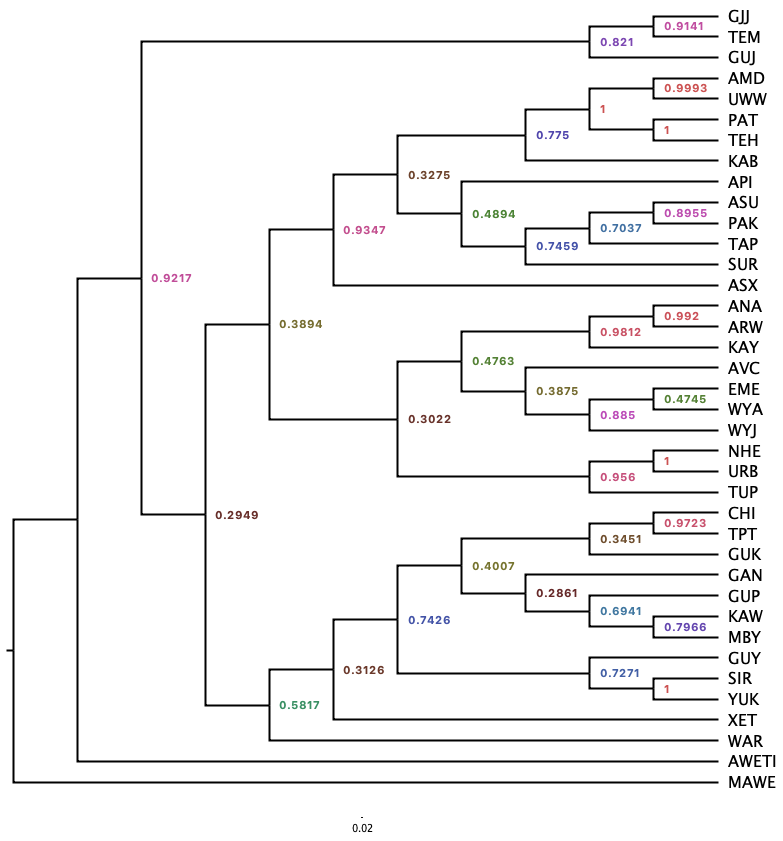 GJJ
0.9141
TEM
0.821
GUJ
AMD
0.9993
UWW
1
PAT
1
TEH
0.775
KAB
0.3275
API
ASU
0.4894
0.8955
PAK
0.7037
0.9347
TAP
0.7459
SUR
0.9217
ASX
ANA
0.992
ARW
0.3894
0.9812
KAY
0.4763
AVC
EME
0.3875
0.4745
WYA
0.885
0.3022
WYJ
NHE
1
URB
0.956
TUP
CHI
0.2949
0.9723
TPT
0.3451
GUK
0.4007
GAN
0.2861
GUP
0.6941
KAW
0.7426
0.7966
MBY
GUY
0.3126
0.7271
SIR
1
YUK
0.5817
XET
WAR
AWETI
MAWE
0.02